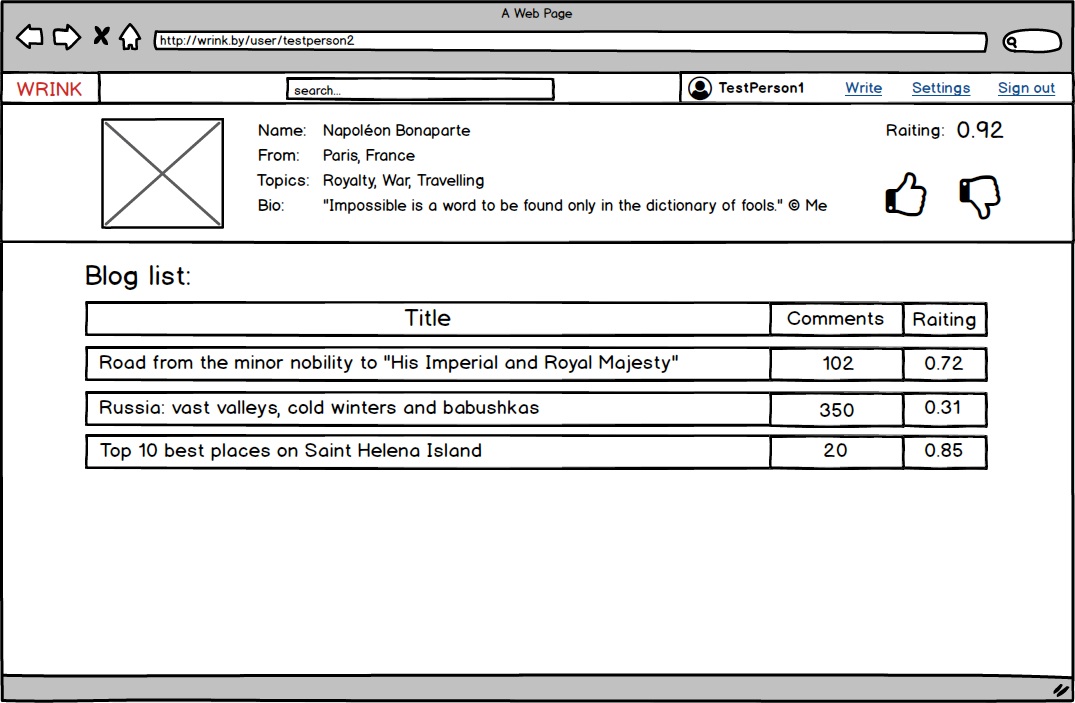 A Web Page
http://wrink.by/user/testperson2
WRINK
search...
TestPerson1 Write Settings Sign out
Name: Napoléon Bonaparte
Raiting: 0.92
From: Paris, France
Topics: Royalty, War, Travelling
Bio: "Impossible is a word to be found only in the dictionary of fools." © Me
Blog list:
Title Comments Raiting
Road from the minor nobility to "His Imperial and Royal Majesty" 102 0.72
Russia: vast valleys, cold winters and babushkas 350 0.31
Top 10 best places on Saint Helena Island 20 0.85